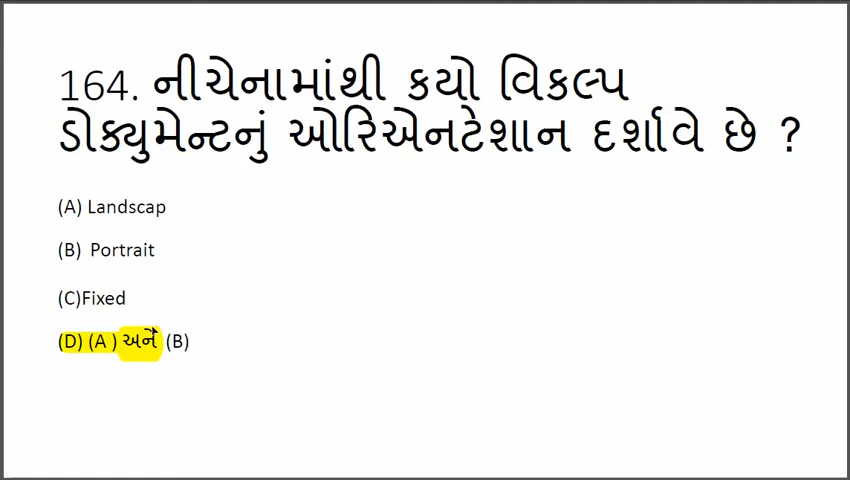 164. નીચેનામાંથી કયો વિકલ્પ
ડોક્યુમેન્ટનું ઓરિએનટેશાન દર્શાવે છે ?
(A) Landscap
(B) Portrait
(C)Fixed
(D) (A ) અને (B)